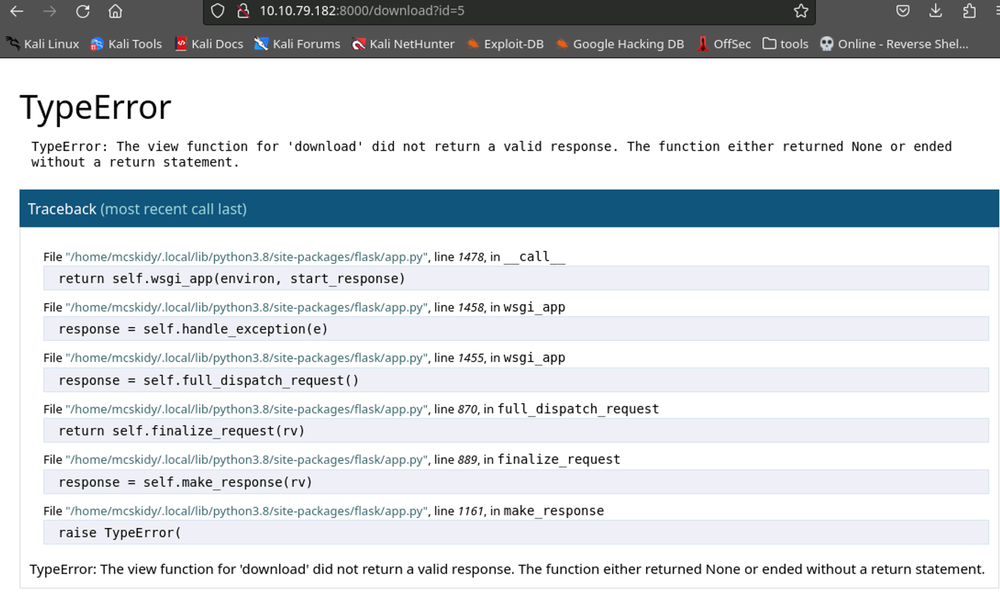 10.10.79.182:8000/download?id=5
Kali Linux Kali Tools Kali Docs Kali Forums Kali NetHunter Exploit-DB Google Hacking DB OffSec tools Online - Reverse Shel...
TypeError
TypeError: The view function for 'download' did not return a valid response. The function either returned None or ended
without a return statement.
Traceback (most recent call last)
File "/home/mcskidy/.local/lib/python3.8/site-packages/flask/app.py", line 1478, in __call__
return self.wsgi_app(environ, start_response)
File "/home/mcskidy/.local/lib/python3.8/site-packages/flask/app.py", line 1458, in wsgi_app
response = self.handle_exception(e)
File "/home/mcskidy/.local/lib/python3.8/site-packages/flask/app.py", line 1455, in wsgi_app
response = self.full_dispatch_request()
File "/home/mcskidy/.local/lib/python3.8/site-packages/flask/app.py", line 870, in full_dispatch_request
return self.finalize_request(rv)
File "/home/mcskidy/.local/lib/python3.8/site-packages/flask/app.py", line 889, in finalize_request
response = self.make_response(rv)
File "/home/mcskidy/.local/lib/python3.8/site-packages/flask/app.py", line 1161, in make_response
raise TypeError(
TypeError: The view function for 'download' did not return a valid response. The function either returned None or ended without a return statement.